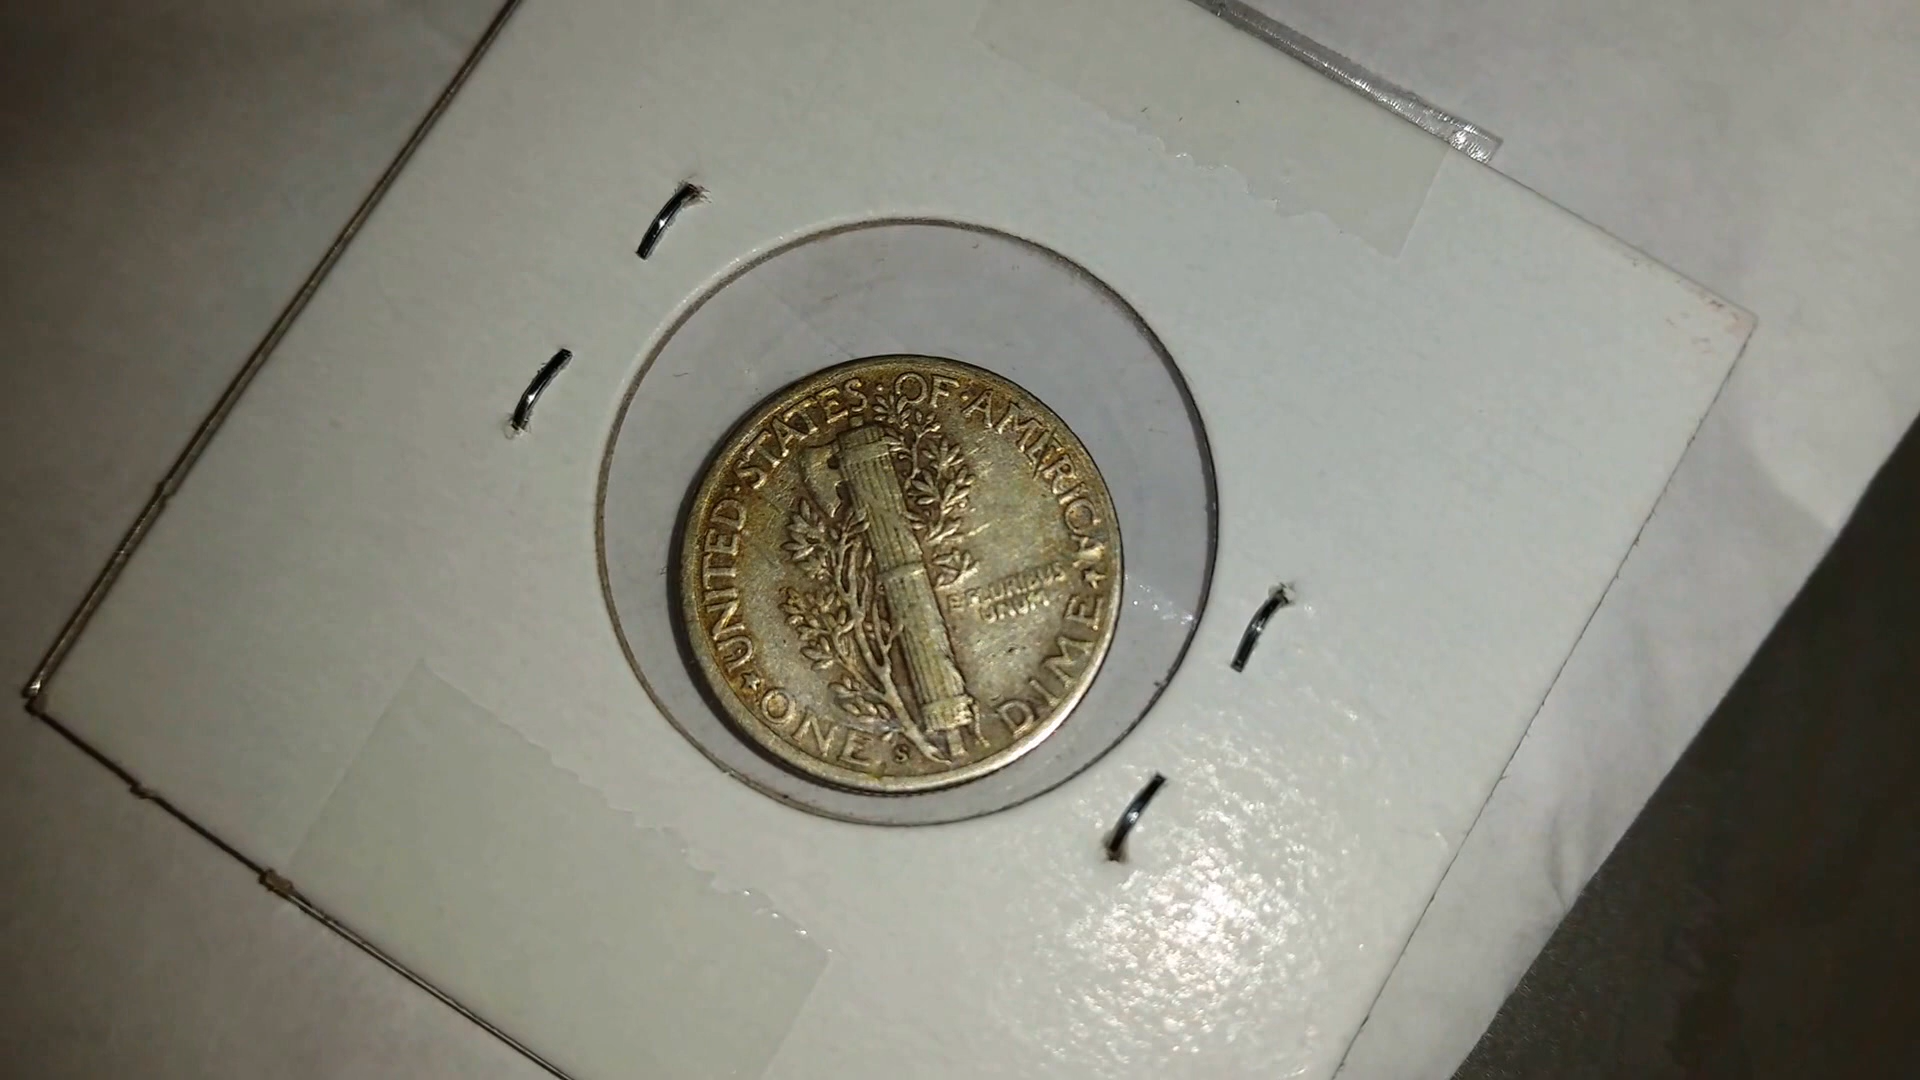 UNITED·STATES·OF·AMERICA
E·PLURIBUS
UNUM
ONE DIME
S